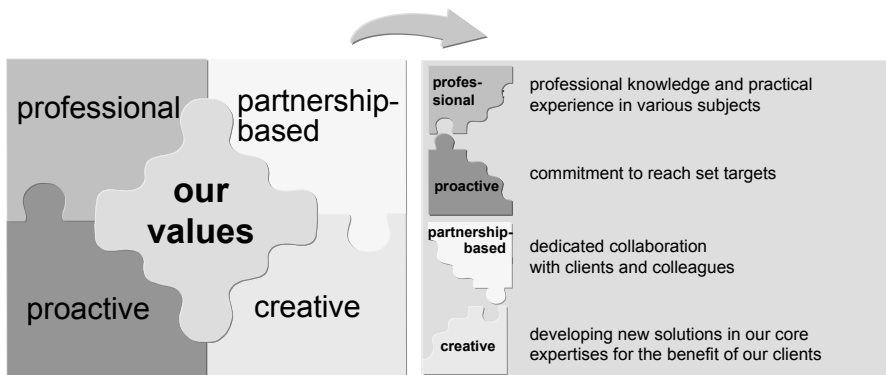 professional
partnership-
based
our
values
proactive
creative
profes-
sional
professional knowledge and practical
experience in various subjects
proactive
commitment to reach set targets
partnership-
based
dedicated collaboration
with clients and colleagues
creative
developing new solutions in our core
expertises for the benefit of our clients